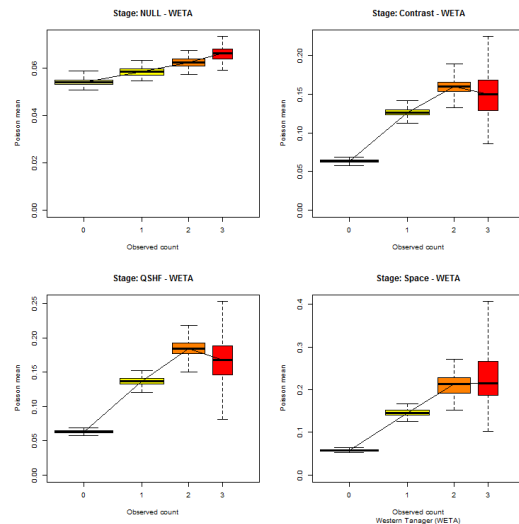 Stage: NULL - WETA
Poisson mean
0.00
0.02
0.04
0.06
0
1
2
3
Observed count
Stage: Contrast - WETA
Poisson mean
0.00
0.05
0.10
0.15
0.20
0
1
2
3
Observed count
Stage: QSHF - WETA
Poisson mean
0.00
0.05
0.10
0.15
0.20
0.25
0
1
2
3
Observed count
Stage: Space - WETA
Poisson mean
0.0
0.1
0.2
0.3
0.4
0
1
2
3
Observed count
Western Tanager (WETA)